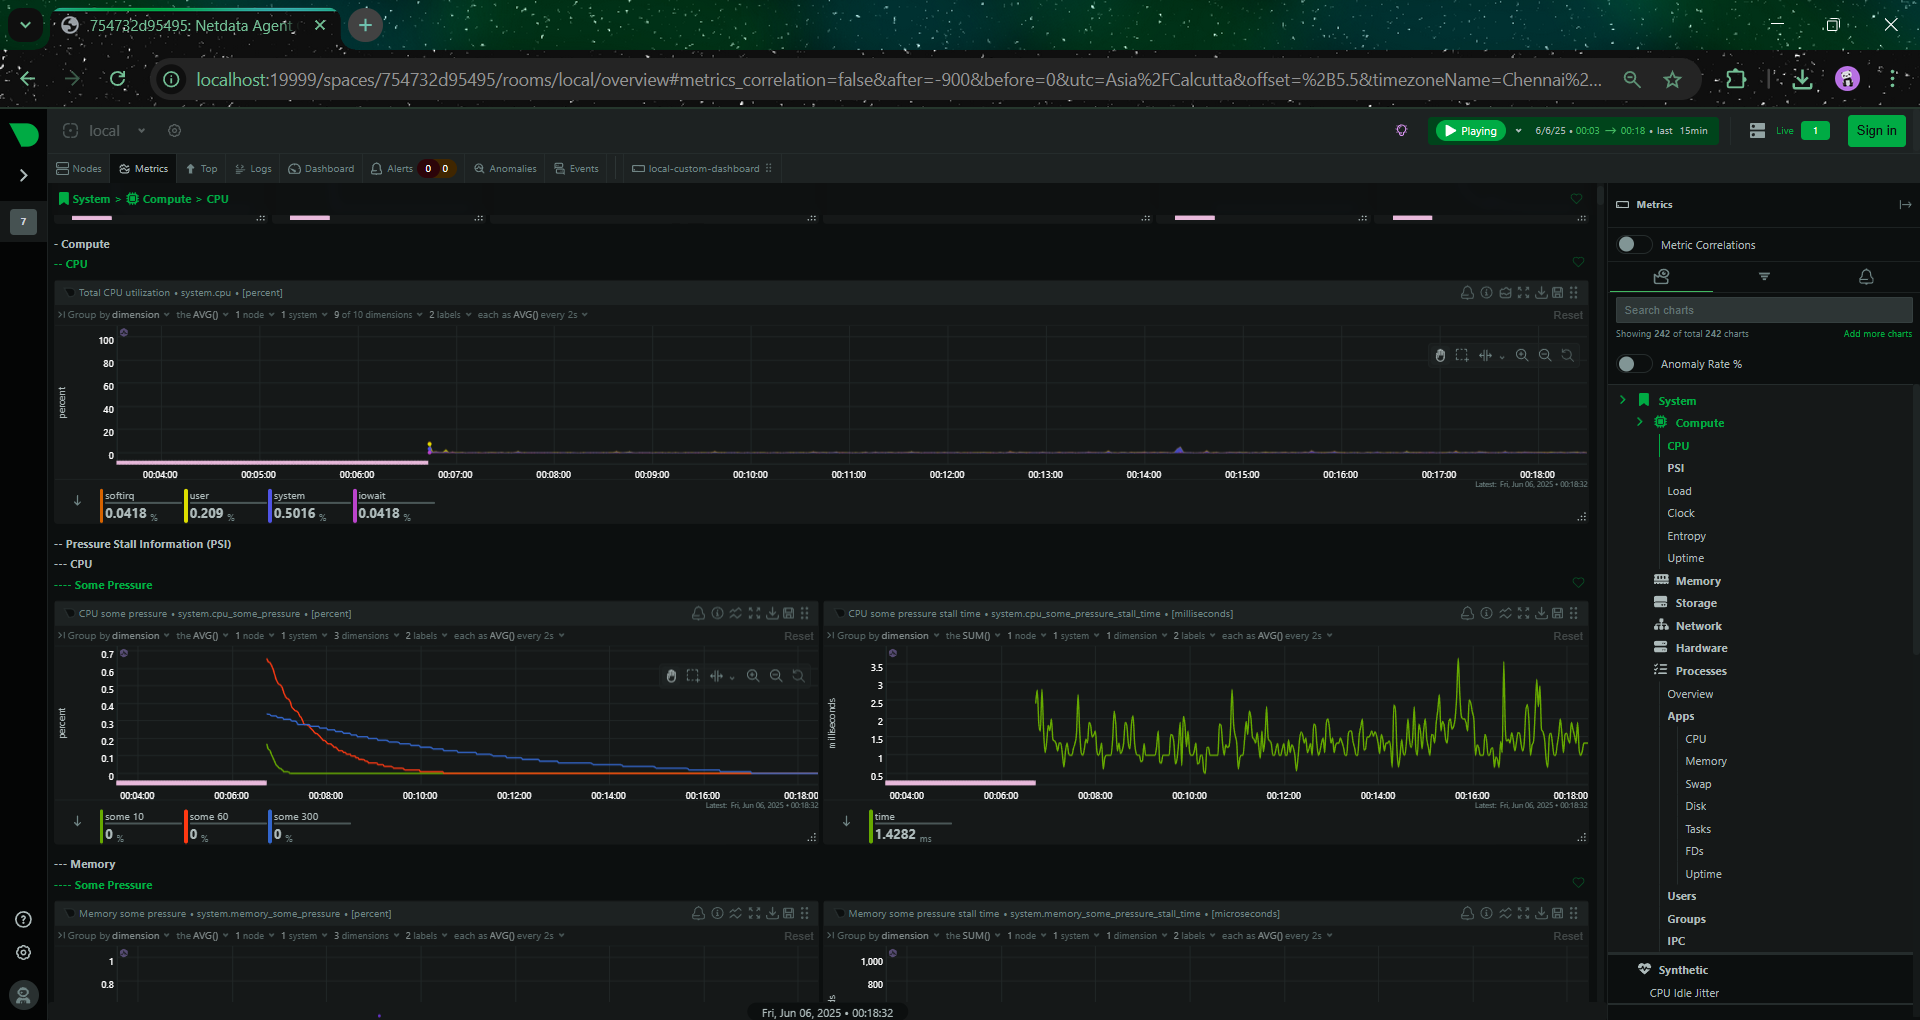 754732d95495: Netdata Agent
localhost:19999/spaces/754732d95495/rooms/local/overview#metrics_correlation=false&after=-900&before=0&utc=Asia%2FCalcutta&offset=%2B5.5&timezoneName=Chennai%2...
local
Playing
6/6/25 • 00:03 → 00:18 • last 15min
Live
1
Sign in
Nodes
Metrics
Top
Logs
Dashboard
Alerts
0
0
Anomalies
Events
local-custom-dashboard
7
System > Compute > CPU
- Compute
-- CPU
Total CPU utilization • system.cpu • [percent]
Group by dimension the AVG() 1 node 1 system 9 of 10 dimensions 2 labels each as AVG() every 2s
Reset
percent
100
80
60
40
20
0
00:04:00 00:05:00 00:06:00 00:07:00 00:08:00 00:09:00 00:10:00 00:11:00 00:12:00 00:13:00 00:14:00 00:15:00 00:16:00 00:17:00 00:18:00
Latest: Fri, Jun 06, 2025 • 00:18:32
softirq
0.0418 %
user
0.209 %
system
0.5016 %
iowait
0.0418 %
-- Pressure Stall Information (PSI)
--- CPU
---- Some Pressure
CPU some pressure • system.cpu_some_pressure • [percent]
Group by dimension the AVG() 1 node 1 system 3 dimensions 2 labels each as AVG() every 2s
Reset
percent
0.7
0.6
0.5
0.4
0.3
0.2
0.1
0
00:04:00 00:06:00 00:08:00 00:10:00 00:12:00 00:14:00 00:16:00 00:18:00
Latest: Fri, Jun 06, 2025 • 00:18:32
some 10
0 %
some 60
0 %
some 300
0 %
CPU some pressure stall time • system.cpu_some_pressure_stall_time • [milliseconds]
Group by dimension the SUM() 1 node 1 system 1 dimension 2 labels each as AVG() every 2s
Reset
milliseconds
3.5
3
2.5
2
1.5
1
0.5
00:04:00 00:06:00 00:08:00 00:10:00 00:12:00 00:14:00 00:16:00 00:18:00
Latest: Fri, Jun 06, 2025 • 00:18:32
time
1.4282 ms
--- Memory
---- Some Pressure
Memory some pressure • system.memory_some_pressure • [percent]
Group by dimension the AVG() 1 node 1 system 3 dimensions 2 labels each as AVG() every 2s
Reset
1
0.8
Memory some pressure stall time • system.memory_some_pressure_stall_time • [microseconds]
Group by dimension the SUM() 1 node 1 system 1 dimension 2 labels each as AVG() every 2s
Reset
1,000
800
Fri, Jun 06, 2025 • 00:18:32
Metrics
Metric Correlations
Search charts
Showing 242 of total 242 charts
Add more charts
Anomaly Rate %
System
Compute
CPU
PSI
Load
Clock
Entropy
Uptime
Memory
Storage
Network
Hardware
Processes
Overview
Apps
CPU
Memory
Swap
Disk
Tasks
FDs
Uptime
Users
Groups
IPC
Synthetic
CPU Idle Jitter